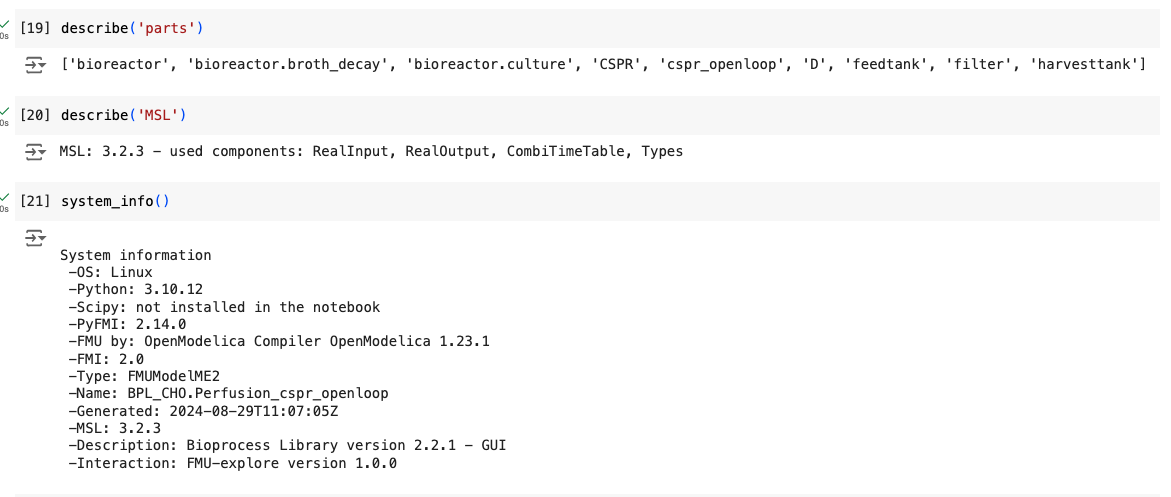 [19] describe('parts')
0s
['bioreactor', 'bioreactor.broth_decay', 'bioreactor.culture', 'CSPR', 'cspr_openloop', 'D', 'feedtank', 'filter', 'harvesttank']
[20] describe('MSL')
0s
MSL: 3.2.3 - used components: RealInput, RealOutput, CombiTimeTable, Types
[21] system_info()
0s
System information
-OS: Linux
-Python: 3.10.12
-Scipy: not installed in the notebook
-PyFMI: 2.14.0
-FMU by: OpenModelica Compiler OpenModelica 1.23.1
-FMI: 2.0
-Type: FMUModelME2
-Name: BPL_CHO.Perfusion_cspr_openloop
-Generated: 2024-08-29T11:07:05Z
-MSL: 3.2.3
-Description: Bioprocess Library version 2.2.1 - GUI
-Interaction: FMU-explore version 1.0.0